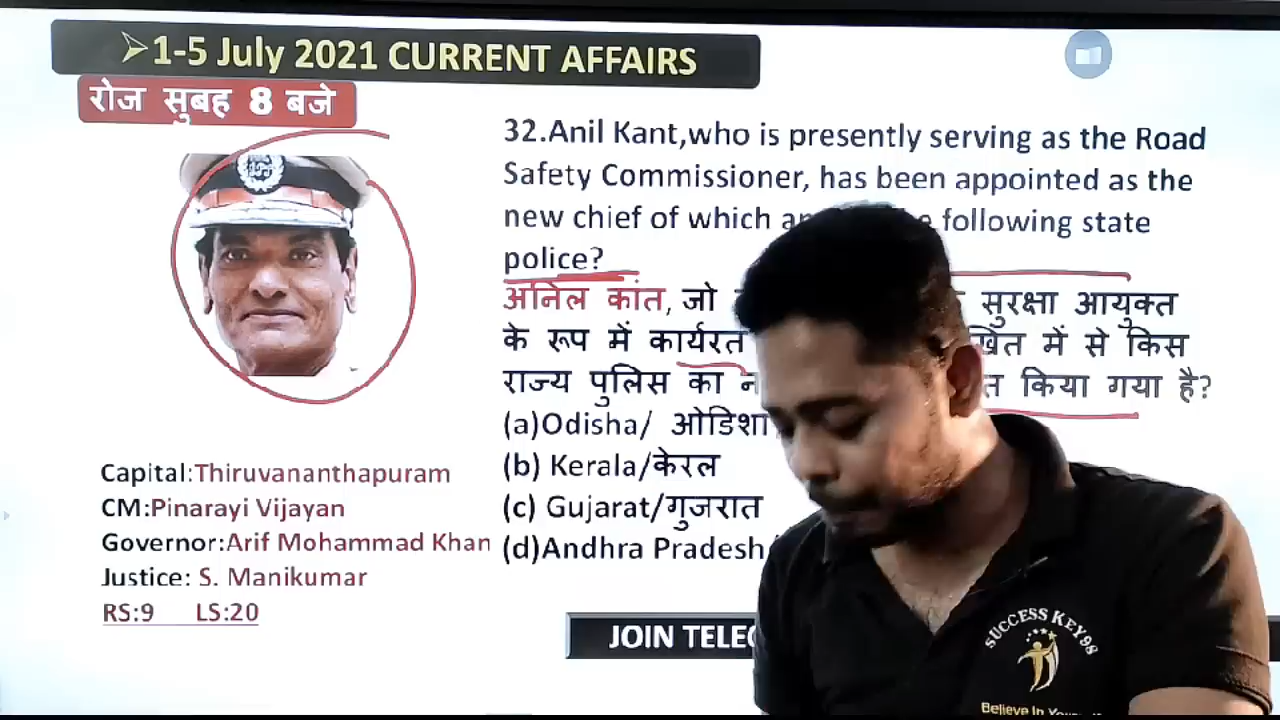 1-5 July 2021 CURRENT AFFAIRS
रोज सुबह 8 बजे
32.Anil Kant,who is presently serving as the Road
Safety Commissioner, has been appointed as the
new chief of which following state
police?
अनिल कांत, जो सुरक्षा आयुक्त
के रूप में कार्यरत में से किस
राज्य पुलिस का किया गया है?
(a)Odisha/ ओडिशा
(b) Kerala/केरल
(c) Gujarat/गुजरात
(d)Andhra Pradesh
Capital:Thiruvananthapuram
CM:Pinarayi Vijayan
Governor:Arif Mohammad Khan
Justice: S. Manikumar
RS:9 LS:20
JOIN
SUCCESS KEY98
Believe In